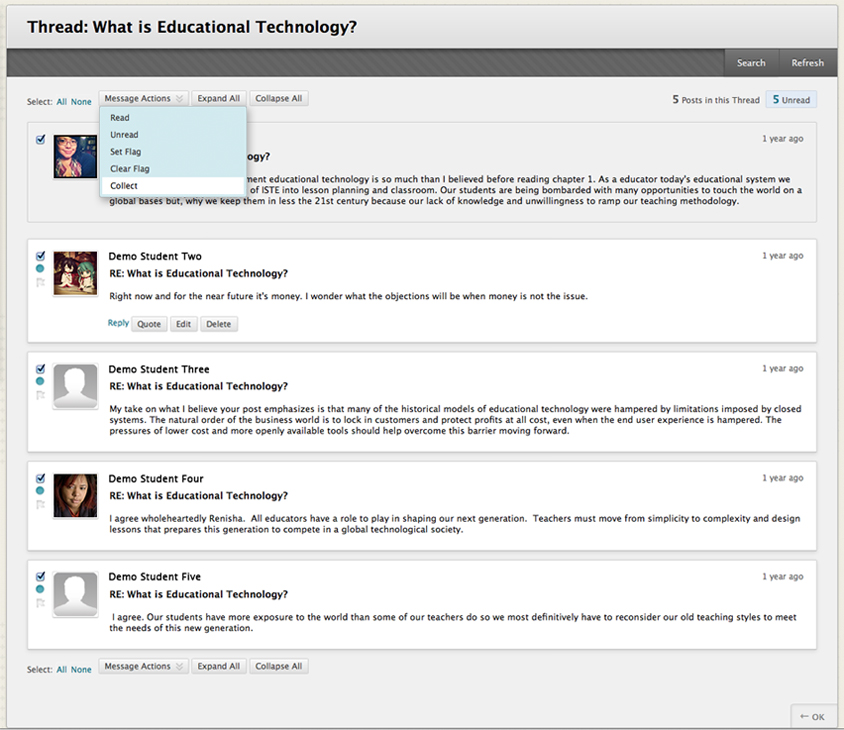 Thread: What is Educational Technology?
Search Refresh
Select: All None Message Actions Expand All Collapse All 5 Posts in this Thread 5 Unread
Read
Unread
Set Flag
Clear Flag
Collect
1 year ago
ogy?
ment educational technology is so much than I believed before reading chapter 1. As a educator today's educational system we
of ISTE into lesson planning and classroom. Our students are being bombarded with many opportunities to touch the world on a
global bases but, why we keep them in less the 21st century because our lack of knowledge and unwillingness to ramp our teaching methodology.
Demo Student Two 1 year ago
RE: What is Educational Technology?
Right now and for the near future it's money. I wonder what the objections will be when money is not the issue.
Reply Quote Edit Delete
Demo Student Three 1 year ago
RE: What is Educational Technology?
My take on what I believe your post emphasizes is that many of the historical models of educational technology were hampered by limitations imposed by closed
systems. The natural order of the business world is to lock in customers and protect profits at all cost, even when the end user experience is hampered. The
pressures of lower cost and more openly available tools should help overcome this barrier moving forward.
Demo Student Four 1 year ago
RE: What is Educational Technology?
I agree wholeheartedly Renisha. All educators have a role to play in shaping our next generation. Teachers must move from simplicity to complexity and design
lessons that prepares this generation to compete in a global technological society.
Demo Student Five 1 year ago
RE: What is Educational Technology?
I agree. Our students have more exposure to the world than some of our teachers do so we most definitively have to reconsider our old teaching styles to meet
the needs of this new generation.
Select: All None Message Actions Expand All Collapse All
← OK